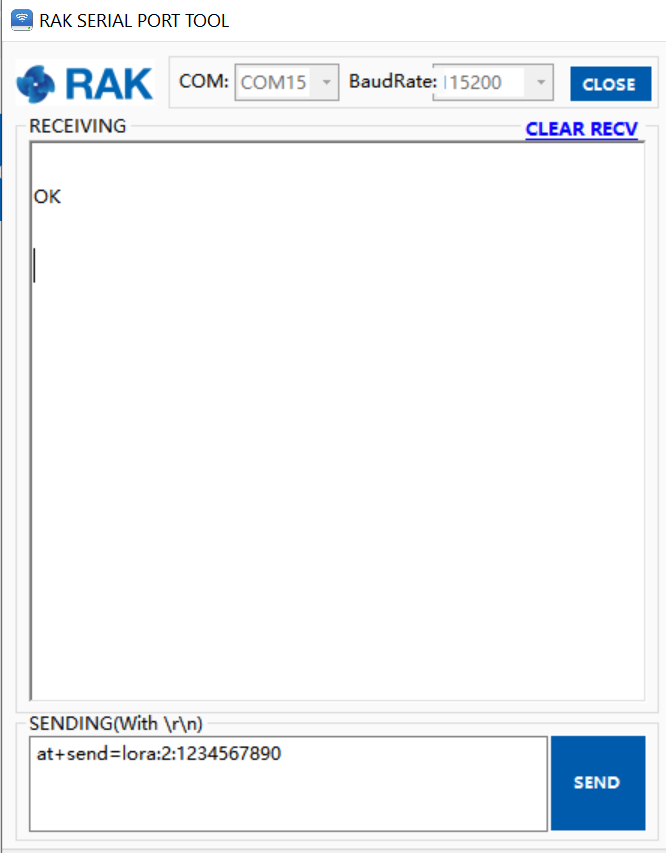 RAK SERIAL PORT TOOL
RAK COM: COM15 BaudRate: 115200 CLOSE
RECEIVING CLEAR RECV
OK
SENDING(With \r\n)
at+send=lora:2:1234567890
SEND